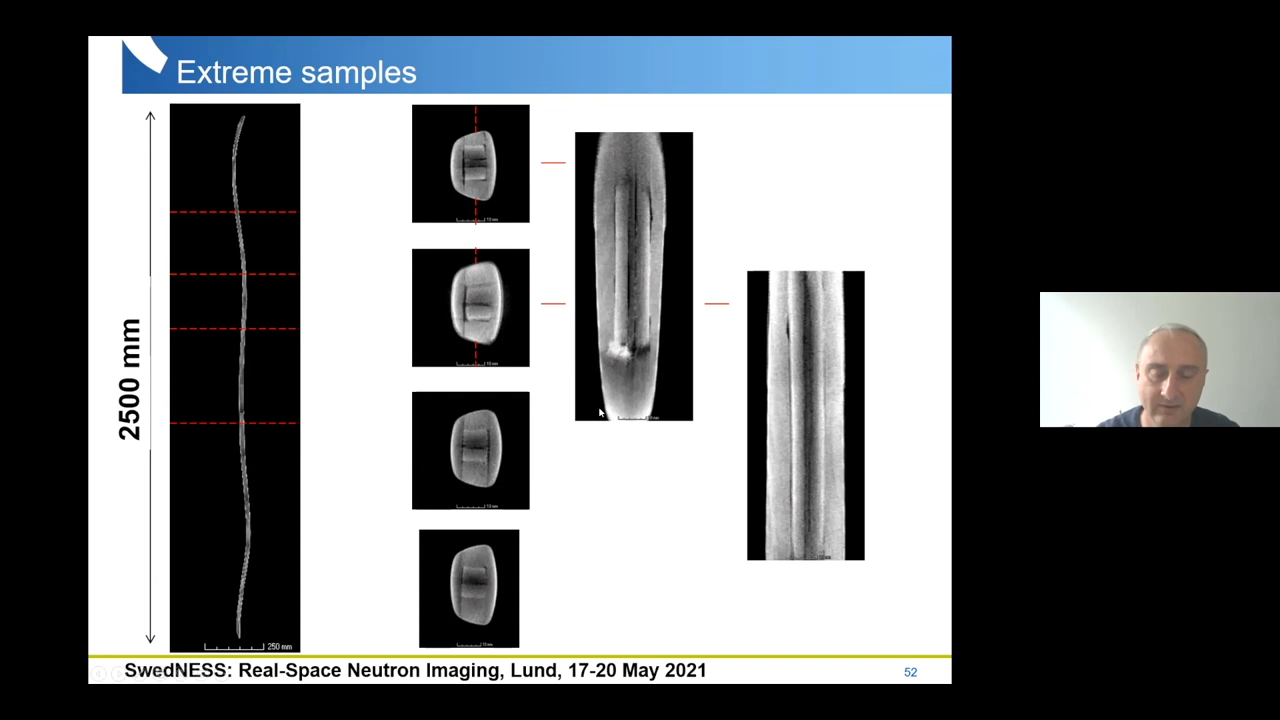 Extreme samples
2500 mm
250 mm
SwedNESS: Real-Space Neutron Imaging, Lund, 17-20 May 2021
52